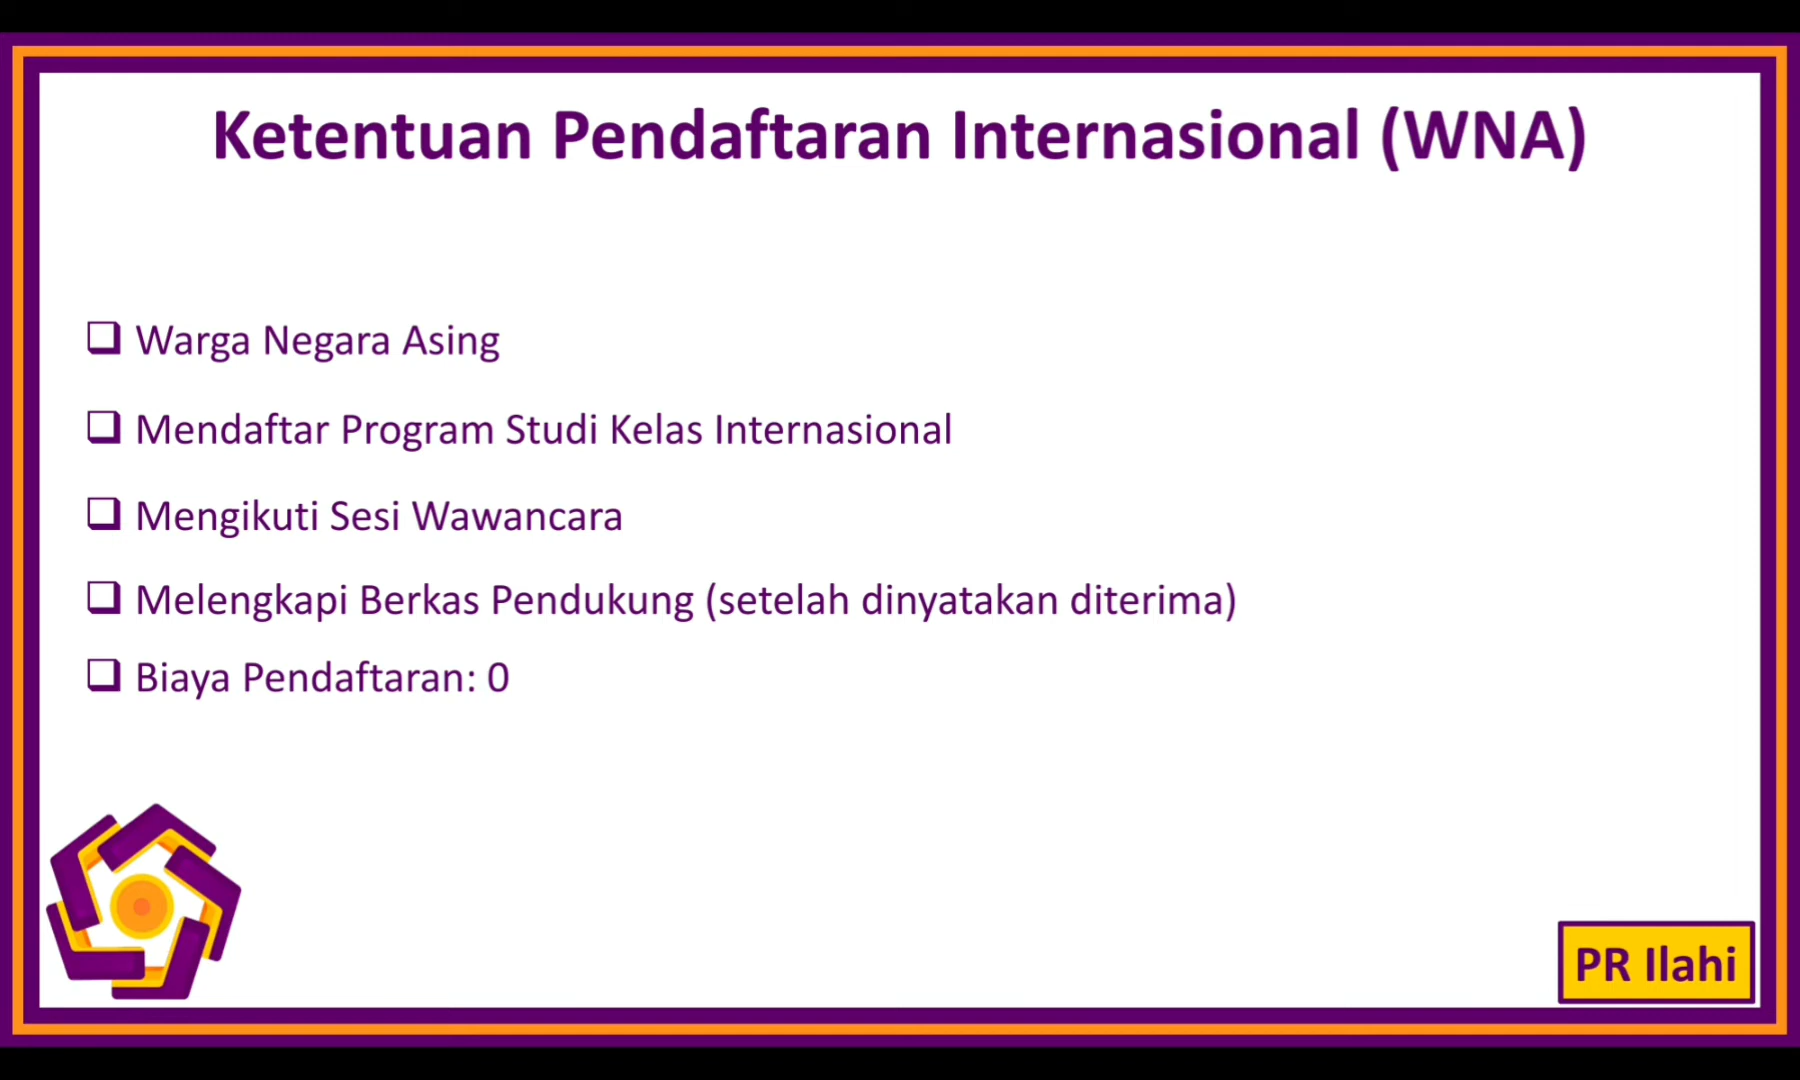 Ketentuan Pendaftaran Internasional (WNA)
❑ Warga Negara Asing
❑ Mendaftar Program Studi Kelas Internasional
❑ Mengikuti Sesi Wawancara
❑ Melengkapi Berkas Pendukung (setelah dinyatakan diterima)
❑ Biaya Pendaftaran: 0
PR Ilahi